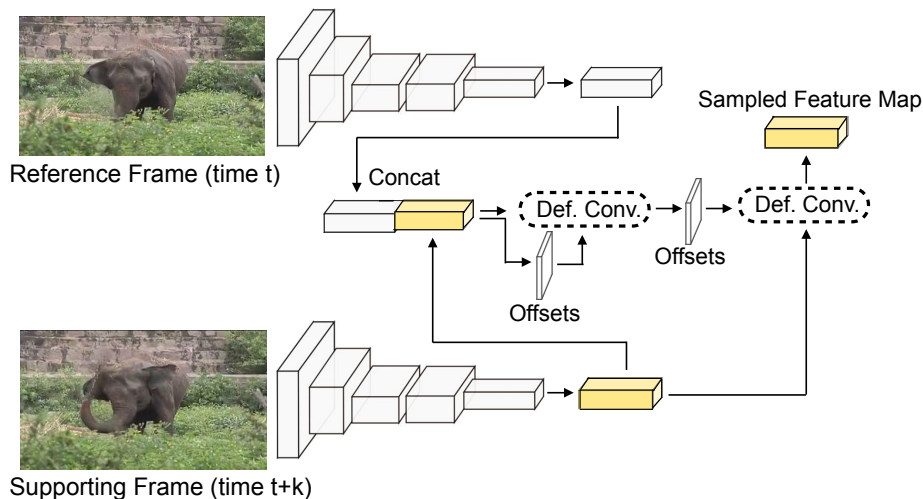 Sampled Feature Map
Reference Frame (time t)
Concat
Def. Conv.
Def. Conv.
Offsets
Offsets
Supporting Frame (time t+k)